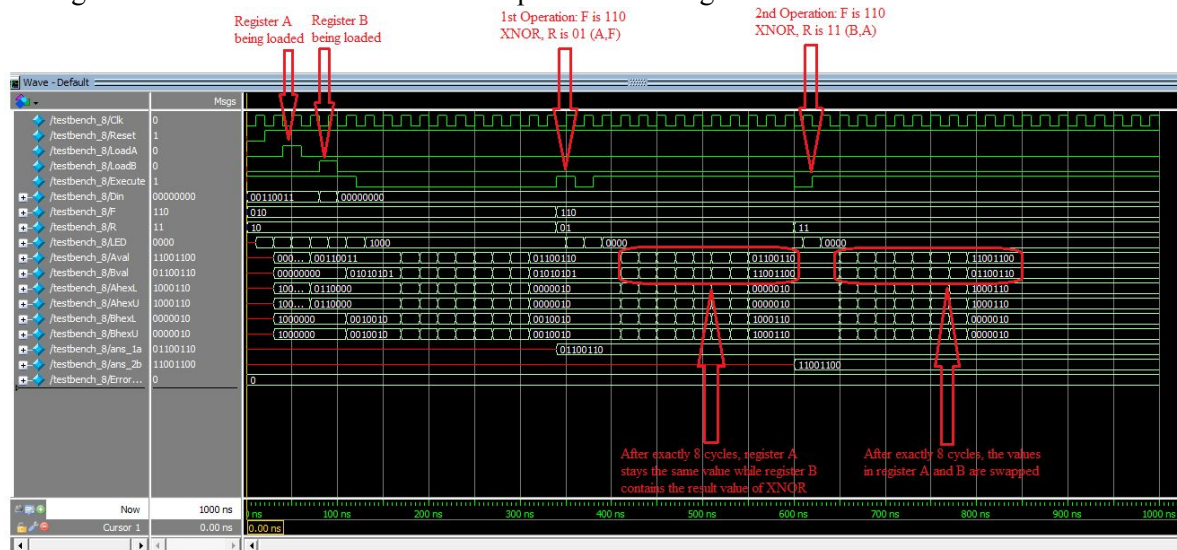 Register A Register B
being loaded being loaded
1st Operation: F is 110
XNOR, R is 01 (A,F)
2nd Operation: F is 110
XNOR, R is 11 (B,A)
Wave - Default
Msgs
/testbench_8/Clk 0
/testbench_8/Reset 1
/testbench_8/LoadA 0
/testbench_8/LoadB 0
/testbench_8/Execute 1
/testbench_8/Din 00000000 00110011 00000000
/testbench_8/F 110 010 110
/testbench_8/R 11 10 01 11
/testbench_8/LED 0000 1000 0000 0000
/testbench_8/Aval 11001100 000... 00110011 01100110 01100110 11001100
/testbench_8/Bval 01100110 00000000 01010101 01010101 11001100 01100110
/testbench_8/AhexL 1000110 100... 0110000 0000010 0000010 1000110
/testbench_8/AhexU 1000110 100... 0110000 0000010 0000010 1000110
/testbench_8/BhexL 0000010 1000000 0010010 0010010 1000110 0000010
/testbench_8/BhexU 0000010 1000000 0010010 0010010 1000110 0000010
/testbench_8/ans_1a 01100110 01100110
/testbench_8/ans_2b 11001100 11001100
/testbench_8/Error... 0 0
After exactly 8 cycles, register A
stays the same value while register B
contains the result value of XNOR
After exactly 8 cycles, the values
in register A and B are swapped
Now 1000 ns
ns 100 ns 200 ns 300 ns 400 ns 500 ns 600 ns 700 ns 800 ns 900 ns 1000 ns
Cursor 1 0.00 ns 0.00 ns